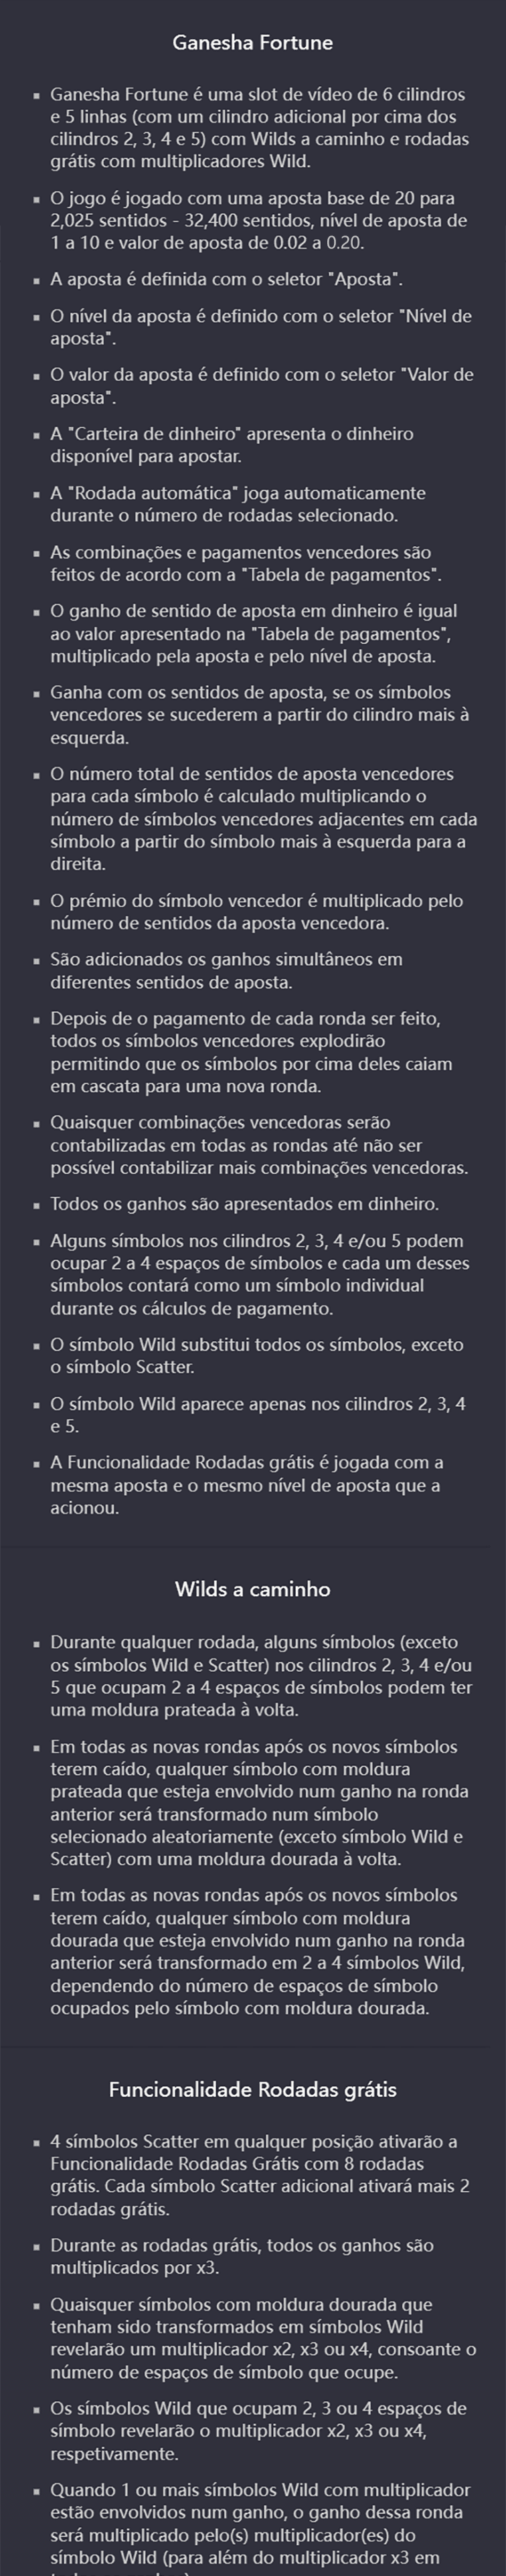 Ganesha Fortune
▪ Ganesha Fortune é uma slot de vídeo de 6 cilindros
e 5 linhas (com um cilindro adicional por cima dos
cilindros 2, 3, 4 e 5) com Wilds a caminho e rodadas
grátis com multiplicadores Wild.
▪ O jogo é jogado com uma aposta base de 20 para
2,025 sentidos - 32,400 sentidos, nível de aposta de
1 a 10 e valor de aposta de 0.02 a 0.20.
▪ A aposta é definida com o seletor "Aposta".
▪ O nível da aposta é definido com o seletor "Nível de
aposta".
▪ O valor da aposta é definido com o seletor "Valor de
aposta".
▪ A "Carteira de dinheiro" apresenta o dinheiro
disponível para apostar.
▪ A "Rodada automática" joga automaticamente
durante o número de rodadas selecionado.
▪ As combinações e pagamentos vencedores são
feitos de acordo com a "Tabela de pagamentos".
▪ O ganho de sentido de aposta em dinheiro é igual
ao valor apresentado na "Tabela de pagamentos",
multiplicado pela aposta e pelo nível de aposta.
▪ Ganha com os sentidos de aposta, se os símbolos
vencedores se sucederem a partir do cilindro mais à
esquerda.
▪ O número total de sentidos de aposta vencedores
para cada símbolo é calculado multiplicando o
número de símbolos vencedores adjacentes em cada
símbolo a partir do símbolo mais à esquerda para a
direita.
▪ O prémio do símbolo vencedor é multiplicado pelo
número de sentidos da aposta vencedora.
▪ São adicionados os ganhos simultâneos em
diferentes sentidos de aposta.
▪ Depois de o pagamento de cada ronda ser feito,
todos os símbolos vencedores explodirão
permitindo que os símbolos por cima deles caiam
em cascata para uma nova ronda.
▪ Quaisquer combinações vencedoras serão
contabilizadas em todas as rondas até não ser
possível contabilizar mais combinações vencedoras.
▪ Todos os ganhos são apresentados em dinheiro.
▪ Alguns símbolos nos cilindros 2, 3, 4 e/ou 5 podem
ocupar 2 a 4 espaços de símbolos e cada um desses
símbolos contará como um símbolo individual
durante os cálculos de pagamento.
▪ O símbolo Wild substitui todos os símbolos, exceto
o símbolo Scatter.
▪ O símbolo Wild aparece apenas nos cilindros 2, 3, 4
e 5.
▪ A Funcionalidade Rodadas grátis é jogada com a
mesma aposta e o mesmo nível de aposta que a
acionou.
Wilds a caminho
▪ Durante qualquer rodada, alguns símbolos (exceto
os símbolos Wild e Scatter) nos cilindros 2, 3, 4 e/ou
5 que ocupam 2 a 4 espaços de símbolos podem ter
uma moldura prateada à volta.
▪ Em todas as novas rondas após os novos símbolos
terem caído, qualquer símbolo com moldura
prateada que esteja envolvido num ganho na ronda
anterior será transformado num símbolo
selecionado aleatoriamente (exceto símbolo Wild e
Scatter) com uma moldura dourada à volta.
▪ Em todas as novas rondas após os novos símbolos
terem caído, qualquer símbolo com moldura
dourada que esteja envolvido num ganho na ronda
anterior será transformado em 2 a 4 símbolos Wild,
dependendo do número de espaços de símbolo
ocupados pelo símbolo com moldura dourada.
Funcionalidade Rodadas grátis
▪ 4 símbolos Scatter em qualquer posição ativarão a
Funcionalidade Rodadas Grátis com 8 rodadas
grátis. Cada símbolo Scatter adicional ativará mais 2
rodadas grátis.
▪ Durante as rodadas grátis, todos os ganhos são
multiplicados por x3.
▪ Quaisquer símbolos com moldura dourada que
tenham sido transformados em símbolos Wild
revelarão um multiplicador x2, x3 ou x4, consoante o
número de espaços de símbolo que ocupe.
▪ Os símbolos Wild que ocupam 2, 3 ou 4 espaços de
símbolo revelarão o multiplicador x2, x3 ou x4,
respetivamente.
▪ Quando 1 ou mais símbolos Wild com multiplicador
estão envolvidos num ganho, o ganho dessa ronda
será multiplicado pelo(s) multiplicador(es) do
símbolo Wild (para além do multiplicador x3 em